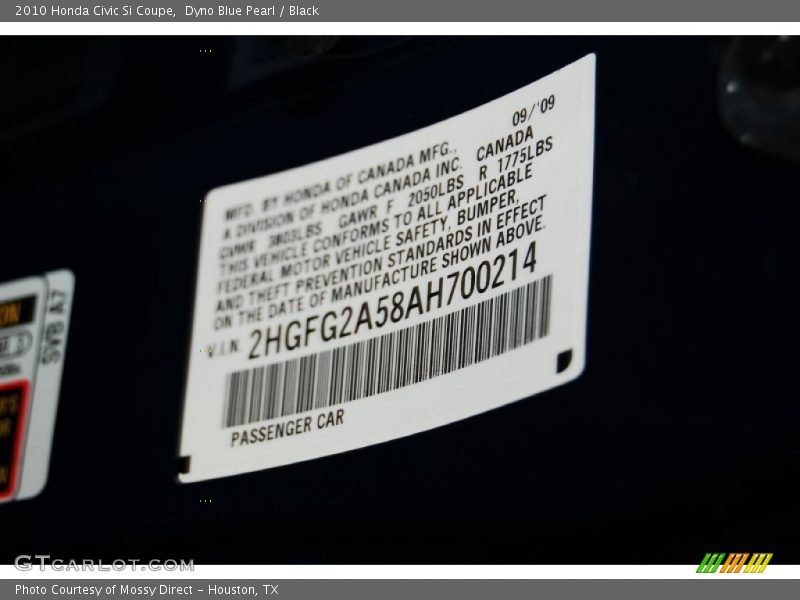 2010 Honda Civic Si Coupe,  Dyno Blue Pearl / Black
09/'09
MFD. BY HONDA OF CANADA MFG.,
A DIVISION OF HONDA CANADA INC. CANADA
GVWR 3803LBS GAWR F 2050LBS R 1775LBS
THIS VEHICLE CONFORMS TO ALL APPLICABLE
FEDERAL MOTOR VEHICLE SAFETY, BUMPER,
AND THEFT PREVENTION STANDARDS IN EFFECT
ON THE DATE OF MANUFACTURE SHOWN ABOVE.
V.I.N. 2HGFG2A58AH700214
PASSENGER CAR
AY BAG
GTCARLOT.COM
Photo Courtesy of Mossy Direct - Houston, TX